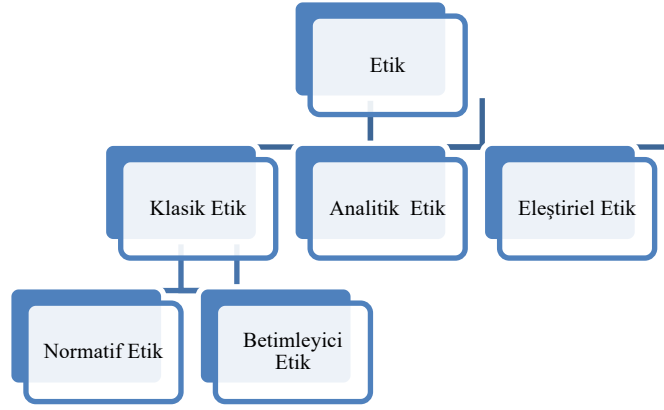 Etik
Klasik Etik
Analitik Etik
Eleştiriel Etik
Normatif Etik
Betimleyici
Etik